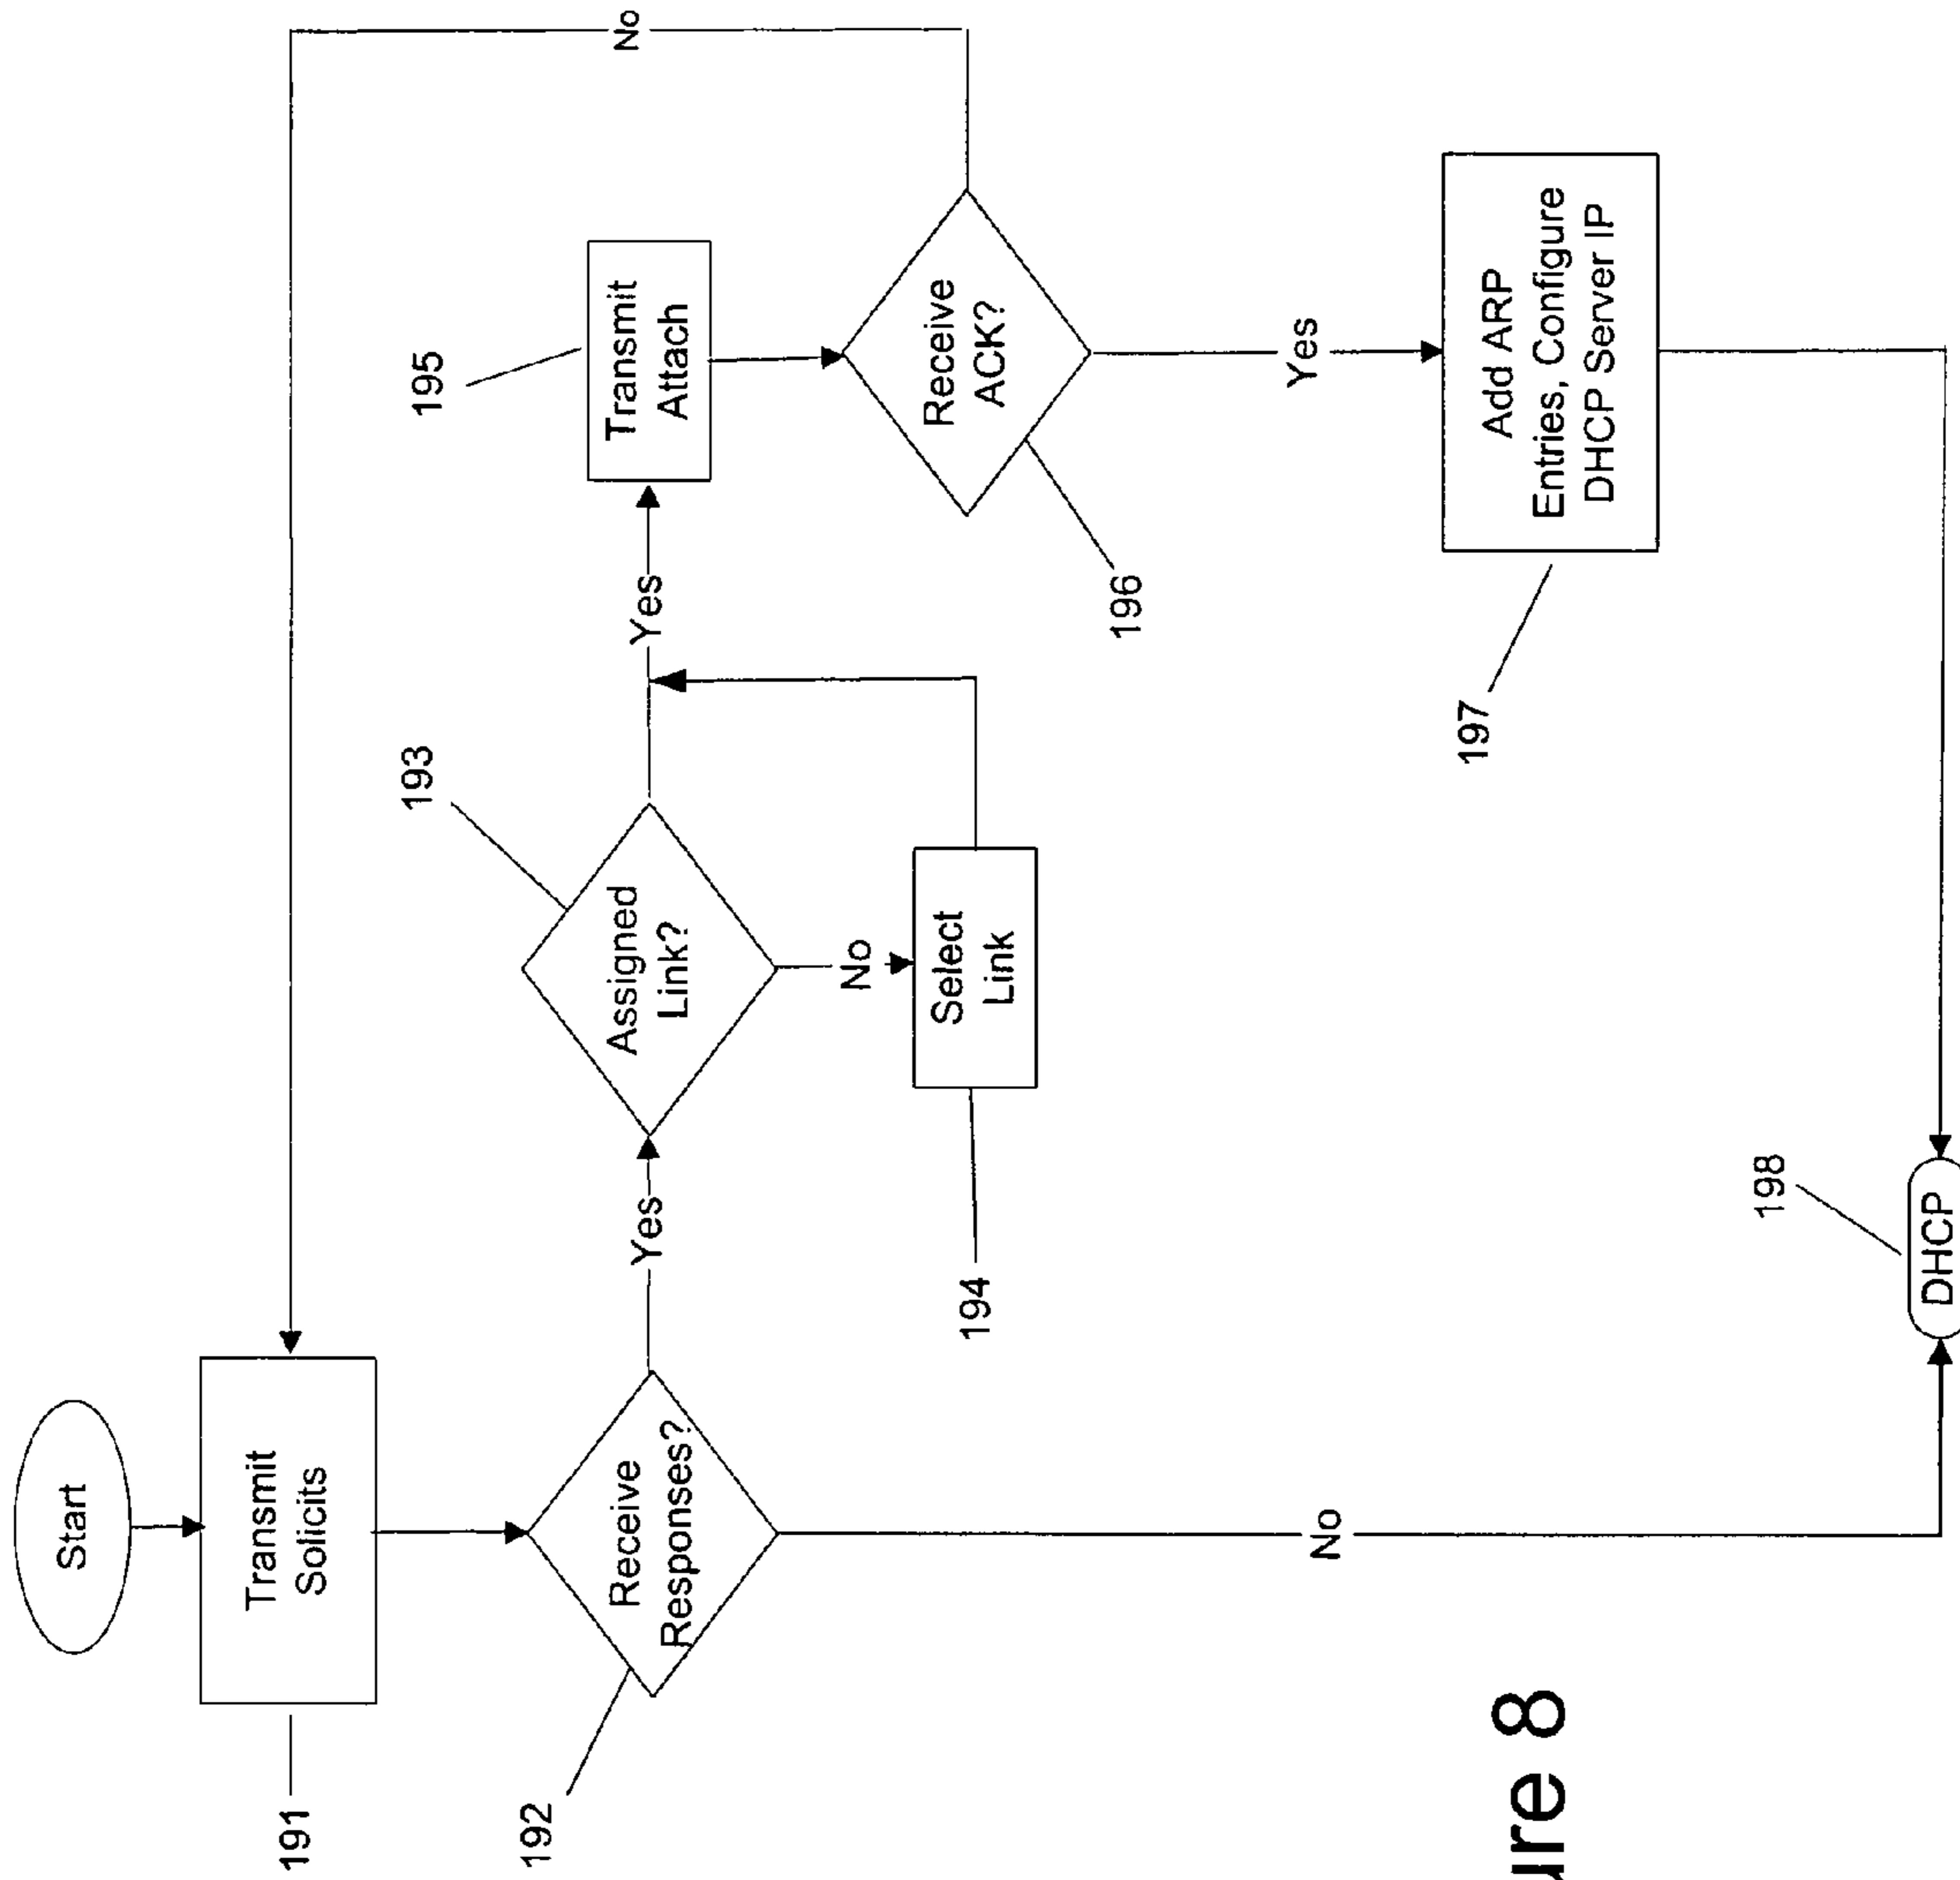 Start
191
Transmit
Solicits
192
Receive
Responses?
Yes
No
193
Assigned
Link?
No
194
Select
Link
Yes
195
Transmit
Attach
196
Receive
ACK?
No
Yes
197
Add ARP
Entries, Configure
DHCP Server IP
198
DHCP
8